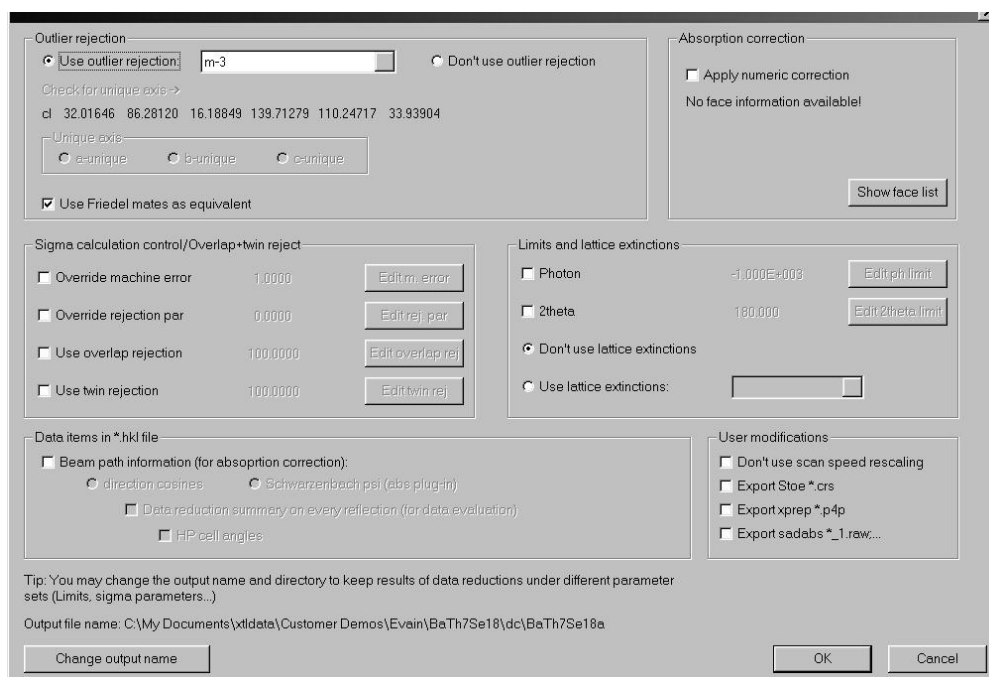 Outlier rejection
Use outlier rejection: m-3 Don't use outlier rejection
Check for unique axis ->
cl 32.01646 86.28120 16.18849 139.71279 110.24717 33.93904
Unique axis
a-unique b-unique c-unique
Use Friedel mates as equivalent
Absorption correction
Apply numeric correction
No face information available!
Show face list
Sigma calculation control/Overlap+twin reject
Override machine error 1.0000 Edit m. error
Override rejection par 0.0000 Edit rej. par
Use overlap rejection 100.0000 Edit overlap rej
Use twin rejection 100.0000 Edit twin rej
Limits and lattice extinctions
Photon -1.000E+003 Edit ph limit
2theta 180.000 Edit 2theta limit
Don't use lattice extinctions
Use lattice extinctions:
Data items in *.hkl file
Beam path information (for absoprtion correction):
direction cosines Schwarzenbach psi (abs plug-in)
Data reduction summary on every reflection (for data evaluation)
HP cell angles
User modifications
Don't use scan speed rescaling
Export Stoe *.crs
Export xprep *.p4p
Export sadabs *_1.raw;...
Tip: You may change the output name and directory to keep results of data reductions under different parameter
sets (Limits, sigma parameters...)
Output file name: C:\My Documents\xtldata\Customer Demos\Evain\BaTh7Se18\dc\BaTh7Se18a
Change output name OK Cancel